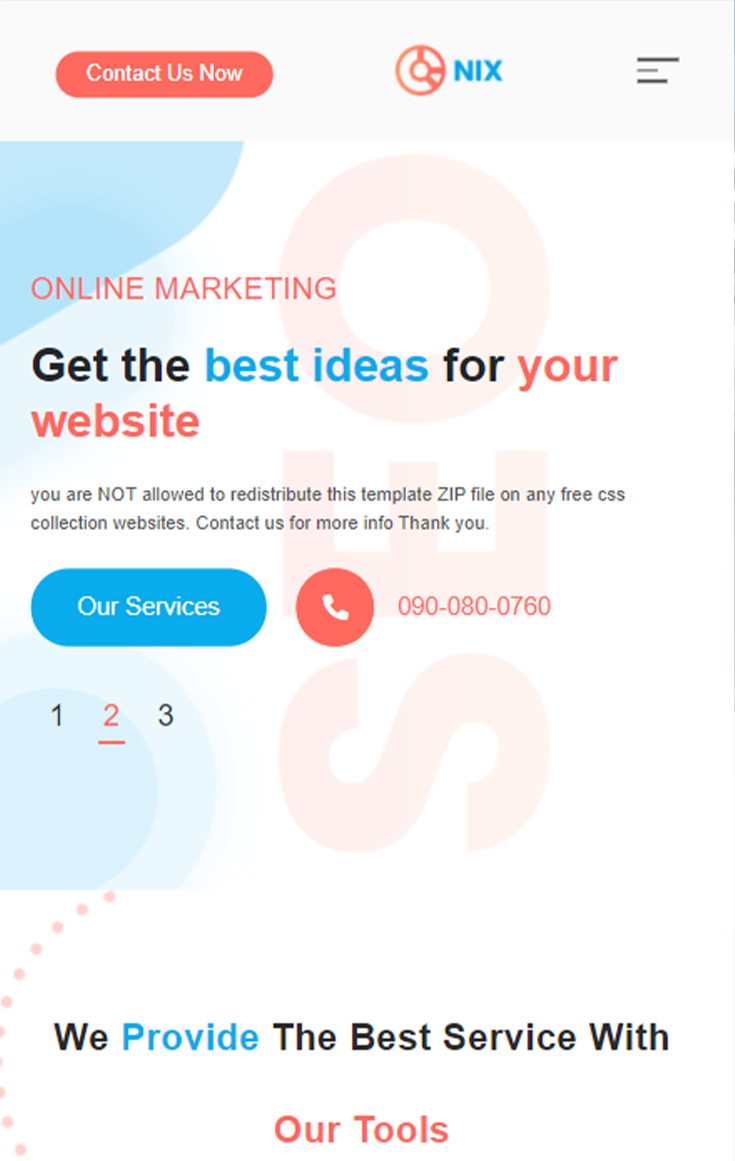 Contact Us Now
NIX
SEO
ONLINE MARKETING
Get the best ideas for your
website
you are NOT allowed to redistribute this template ZIP file on any free css
collection websites. Contact us for more info Thank you.
Our Services
090-080-0760
1 2 3
We Provide The Best Service With
Our Tools